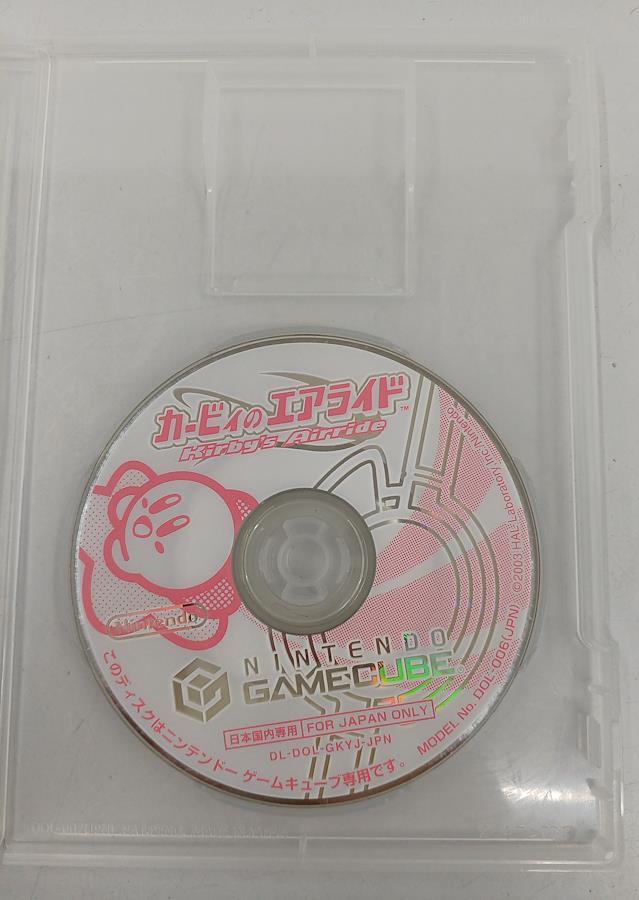 カービィのエアライド™
Kirby's Airride
©2003 HAL Laboratory, Inc./Nintendo.
Nintendo
NINTENDO
GAMECUBE
日本国内専用 FOR JAPAN ONLY
DL-DOL-GKYJ-JPN
このディスクはニンテンドー ゲームキューブ専用です。
MODEL No. DOL-006(JPN)